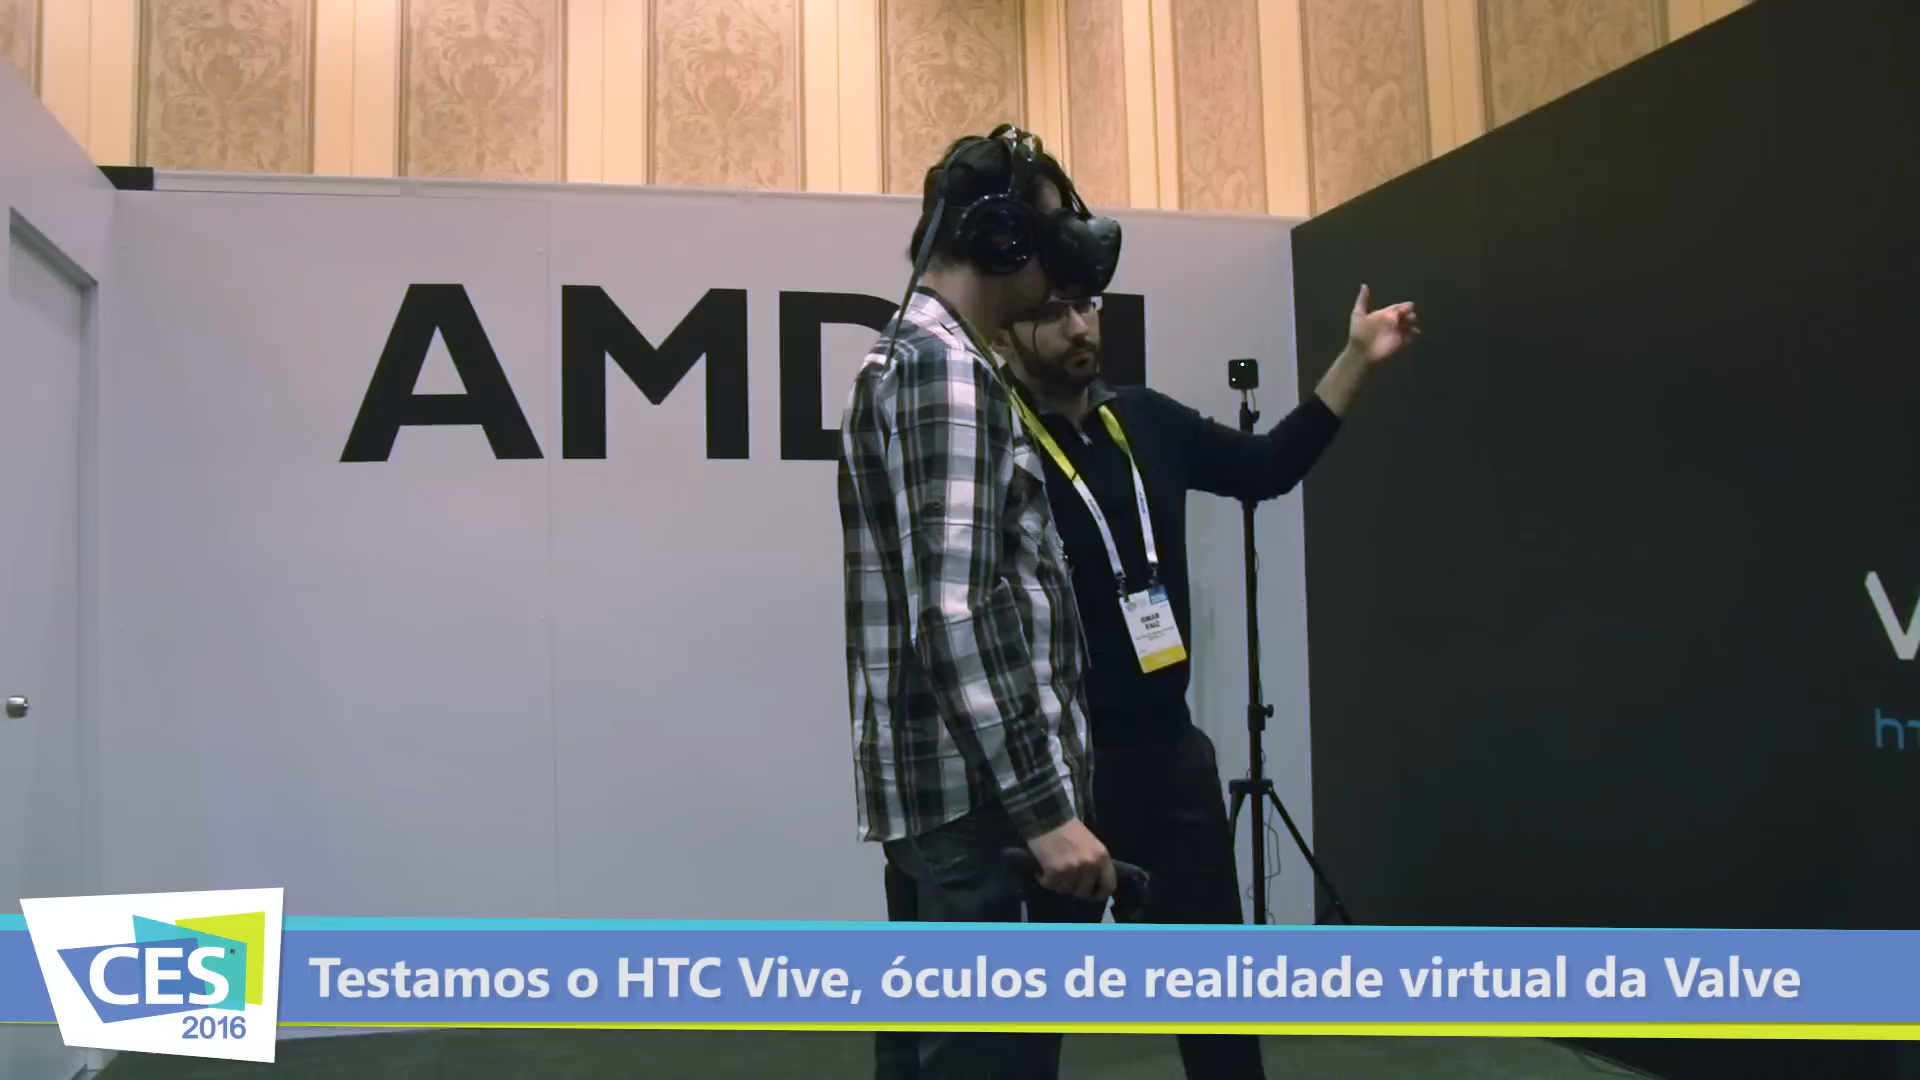 AMD
CES
2016
Testamos o HTC Vive, óculos de realidade virtual da Valve